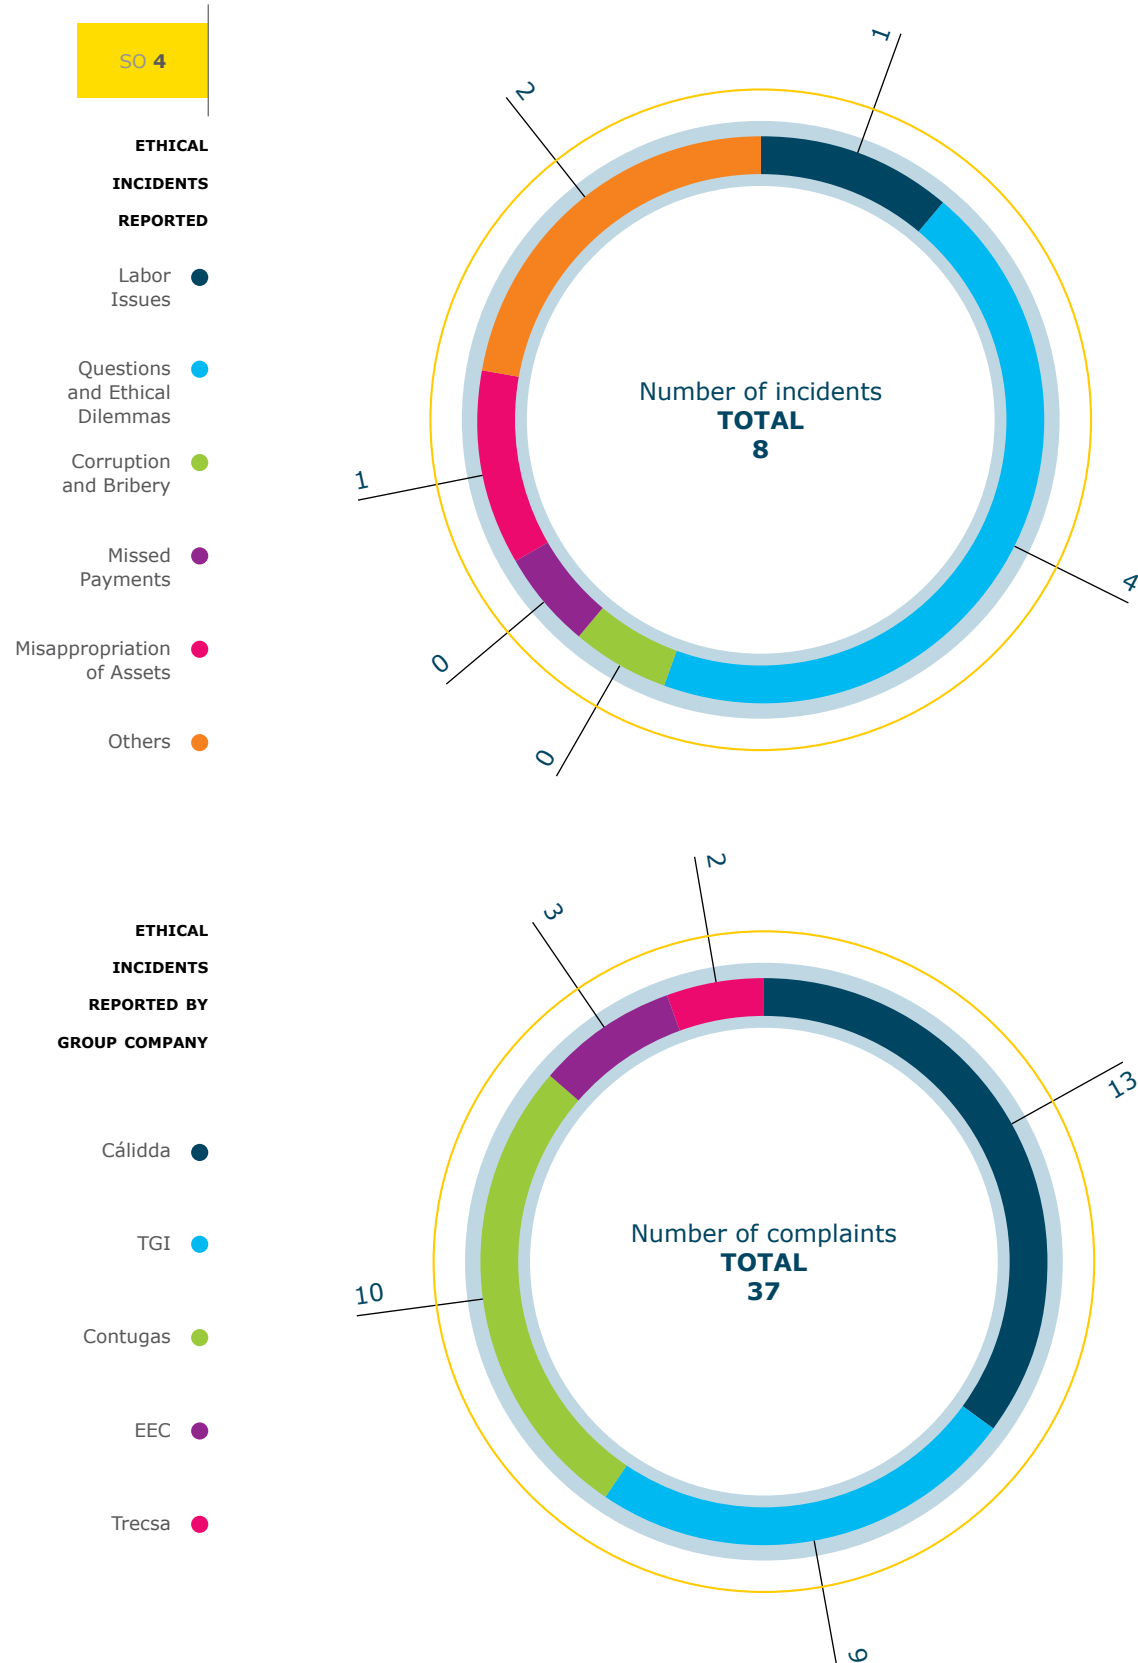 SO 4
ETHICAL
INCIDENTS
REPORTED
Labor
Issues
Questions
and Ethical
Dilemmas
Corruption
and Bribery
Missed
Payments
Misappropriation
of Assets
Others
1
2
Number of incidents
TOTAL
8
1
4
0
0
ETHICAL
INCIDENTS
REPORTED BY
GROUP COMPANY
Cálidda
TGI
Contugas
EEC
Trecsa
2
3
13
Number of complaints
TOTAL
37
10
9